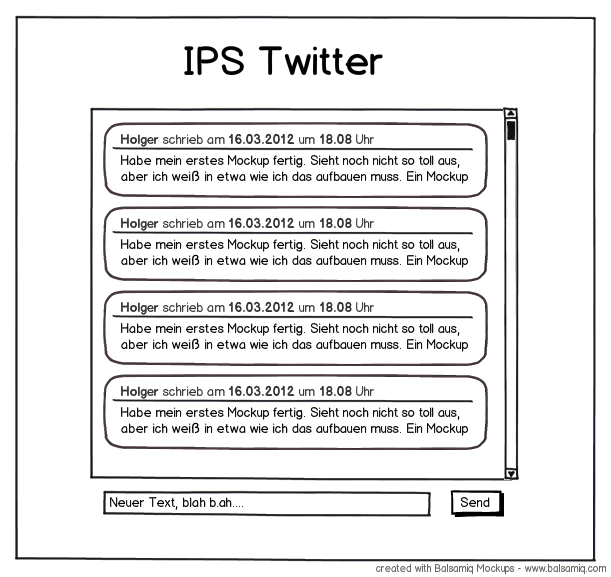 IPS Twitter
Holger schrieb am 16.03.2012 um 18.08 Uhr
Habe mein erstes Mockup fertig. Sieht noch nicht so toll aus,
aber ich weiß in etwa wie ich das aufbauen muss. Ein Mockup
Holger schrieb am 16.03.2012 um 18.08 Uhr
Habe mein erstes Mockup fertig. Sieht noch nicht so toll aus,
aber ich weiß in etwa wie ich das aufbauen muss. Ein Mockup
Holger schrieb am 16.03.2012 um 18.08 Uhr
Habe mein erstes Mockup fertig. Sieht noch nicht so toll aus,
aber ich weiß in etwa wie ich das aufbauen muss. Ein Mockup
Holger schrieb am 16.03.2012 um 18.08 Uhr
Habe mein erstes Mockup fertig. Sieht noch nicht so toll aus,
aber ich weiß in etwa wie ich das aufbauen muss. Ein Mockup
Neuer Text, blah b.ah.... Send
created with Balsamiq Mockups - www.balsamiq.com